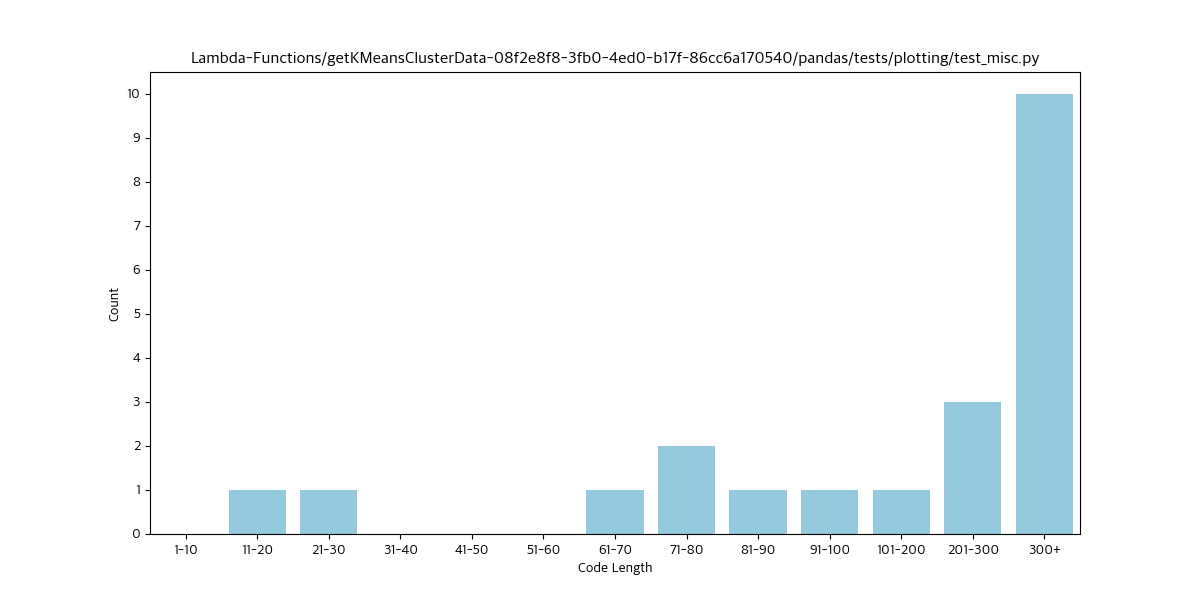 Lambda-Functions/getKMeansClusterData-08f2e8f8-3fb0-4ed0-b17f-86cc6a170540/pandas/tests/plotting/test_misc.py
10
9
8
7
6
5
4
3
2
1
0
Count
1-10 11-20 21-30 31-40 41-50 51-60 61-70 71-80 81-90 91-100 101-200 201-300 300+
Code Length